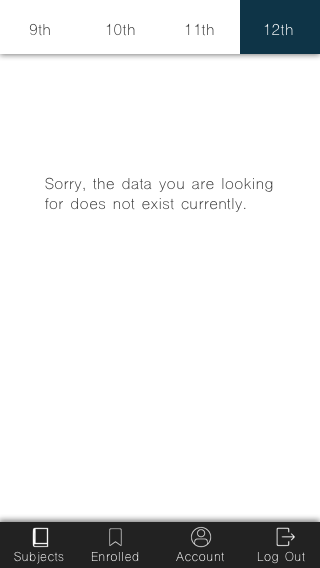 9th 10th 11th 12th
Sorry, the data you are looking
for does not exist currently.
Subjects Enrolled Account Log Out